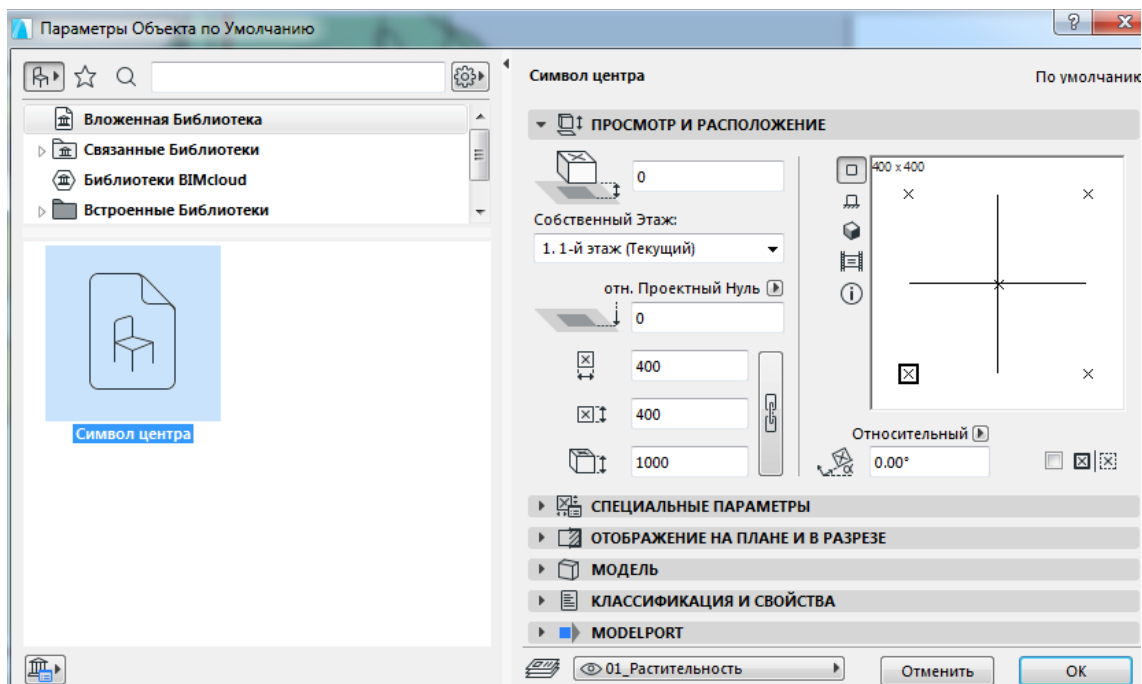 Параметры Объекта по Умолчанию
Вложенная Библиотека
Связанные Библиотеки
Библиотеки BIMcloud
Встроенные Библиотеки
Символ центра
Символ центра
По умолчанию
ПРОСМОТР И РАСПОЛОЖЕНИЕ
0
Собственный Этаж:
1. 1-й этаж (Текущий)
отн. Проектный Нуль
0
400
400
1000
400 x 400
Относительный
α
0.00°
СПЕЦИАЛЬНЫЕ ПАРАМЕТРЫ
ОТОБРАЖЕНИЕ НА ПЛАНЕ И В РАЗРЕЗЕ
МОДЕЛЬ
КЛАССИФИКАЦИЯ И СВОЙСТВА
MODELPORT
01_Растительность
Отменить
ОК